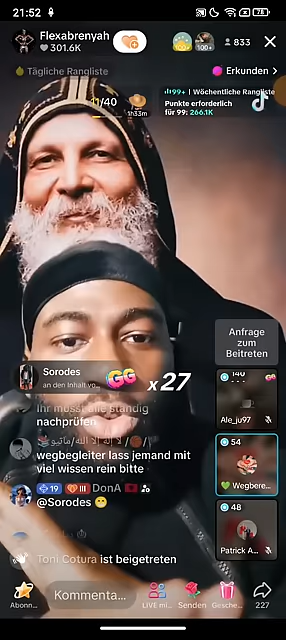 21:52
78
Flexabrenyah
301.6K
100+
833
Tägliche Rangliste
Erkunden >
11/40
1h33m
99+ | Wöchentliche Rangliste
Punkte erforderlich
für 99: 266.1K
Anfrage
zum
Beitreten
Sorodes
an den Inhalt vo...
GG x27
Ale_ju97
Ihr müsst alle ständig
nachprüfen
54
wegbegleiter lass jemand mit
viel wissen rein bitte
Wegbere...
19 III DonA
@Sorodes
48
Patrick A...
Toni Cotura ist beigetreten
Abonn...
Kommenta...
LIVE mi...
Senden
Gesche...
227